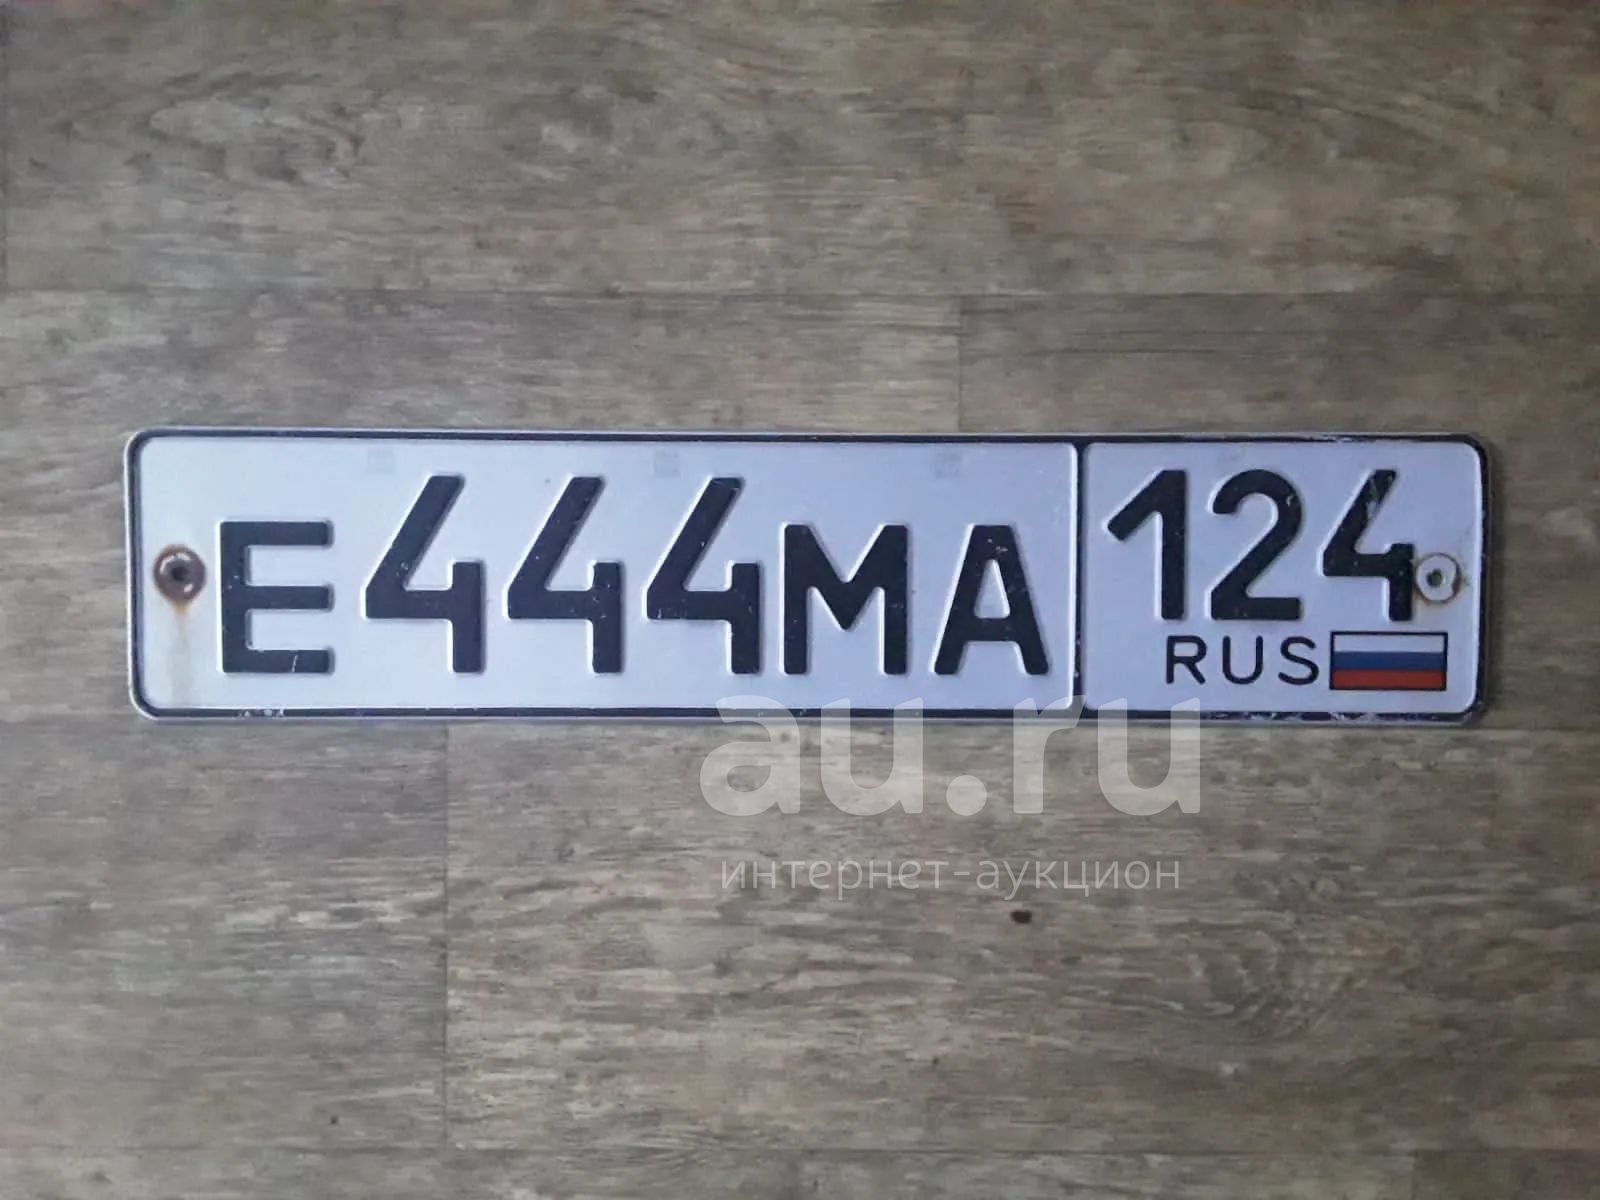 Е444МА 124
RUS
au.ru
интернет-аукцион